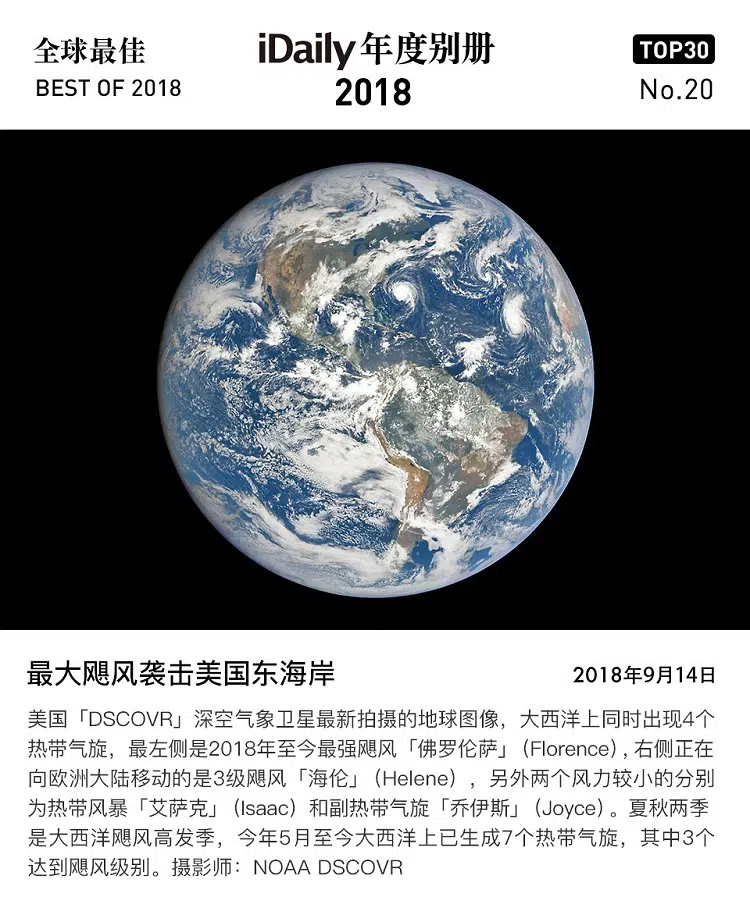 全球最佳
iDaily 年度别册
TOP30
BEST OF 2018
2018
No.20
最大飓风袭击美国东海岸
2018年9月14日
美国「DSCOVR」深空气象卫星最新拍摄的地球图像，大西洋上同时出现4个
热带气旋，最左侧是2018年至今最强飓风「佛罗伦萨」（Florence），右侧正在
向欧洲大陆移动的是3级飓风「海伦」（Helene），另外两个风力较小的分别
为热带风暴「艾萨克」（Isaac）和副热带气旋「乔伊斯」（Joyce）。夏秋两季
是大西洋飓风高发季，今年5月至今大西洋上已生成7个热带气旋，其中3个
达到飓风级别。摄影师：NOAA DSCOVR